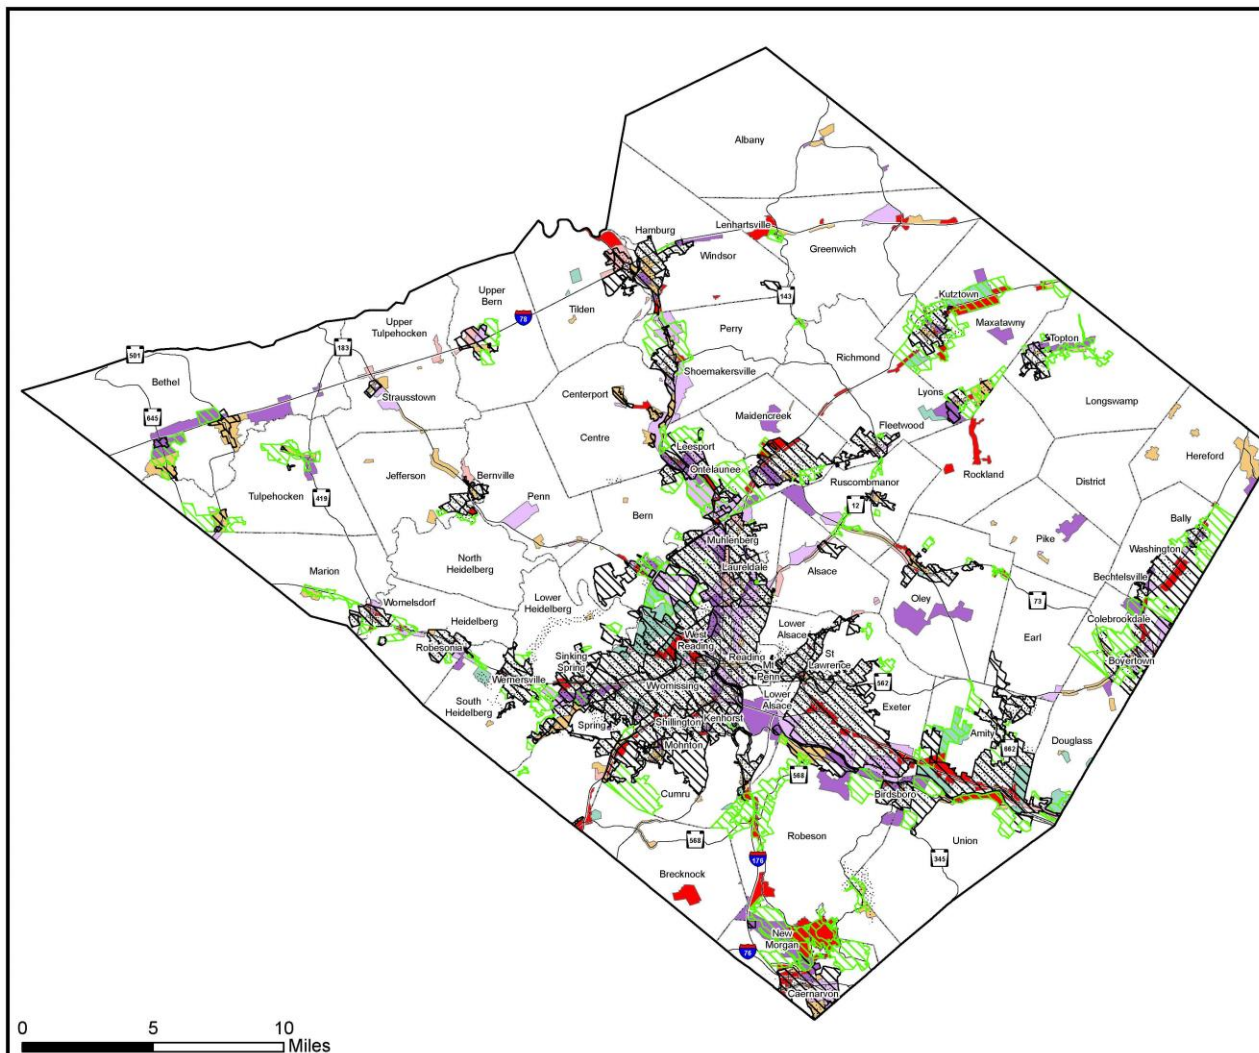 Albany
Lenhartsville
Hamburg
Greenwich
Windsor
Upper
Bern
Kutztown
143
Tilden
78
Maxatawny
Upper
Tulpehocken
Perry
Topton
183
501
Richmond
Bethel
Shoemakersville
Lyons
Strausstown
Centerport
Longswamp
645
Maidencreek
Fleetwood
Centre
Leesport
Hereford
Ontelaunee
Jefferson
Bernville
Rockland
Ruscombmanor
District
Tulpehocken
419
Penn
12
Bern
Bally
Pike
Muhlenberg
Washington
North
Heidelberg
Laureldale
Alsace
Marion
Bechtelsville
Lower
Heidelberg
Oley
Womelsdorf
73
Heidelberg
Lower
Alsace
Colebrookdale
West
Reading
Earl
Robesonia
Sinking
Spring
Reading
Mt
Penn
St
Lawrence
Boyertown
Wernersville
Wyomissing
562
South
Heidelberg
Lower
Alsace
Exeter
Spring
Shillington
Kenhorst
Amity
Douglass
Mohnton
662
568
Cumru
Birdsboro
Robeson
Union
568
345
176
Brecknock
New
Morgan
76
Caernarvon
0 5 10
Miles